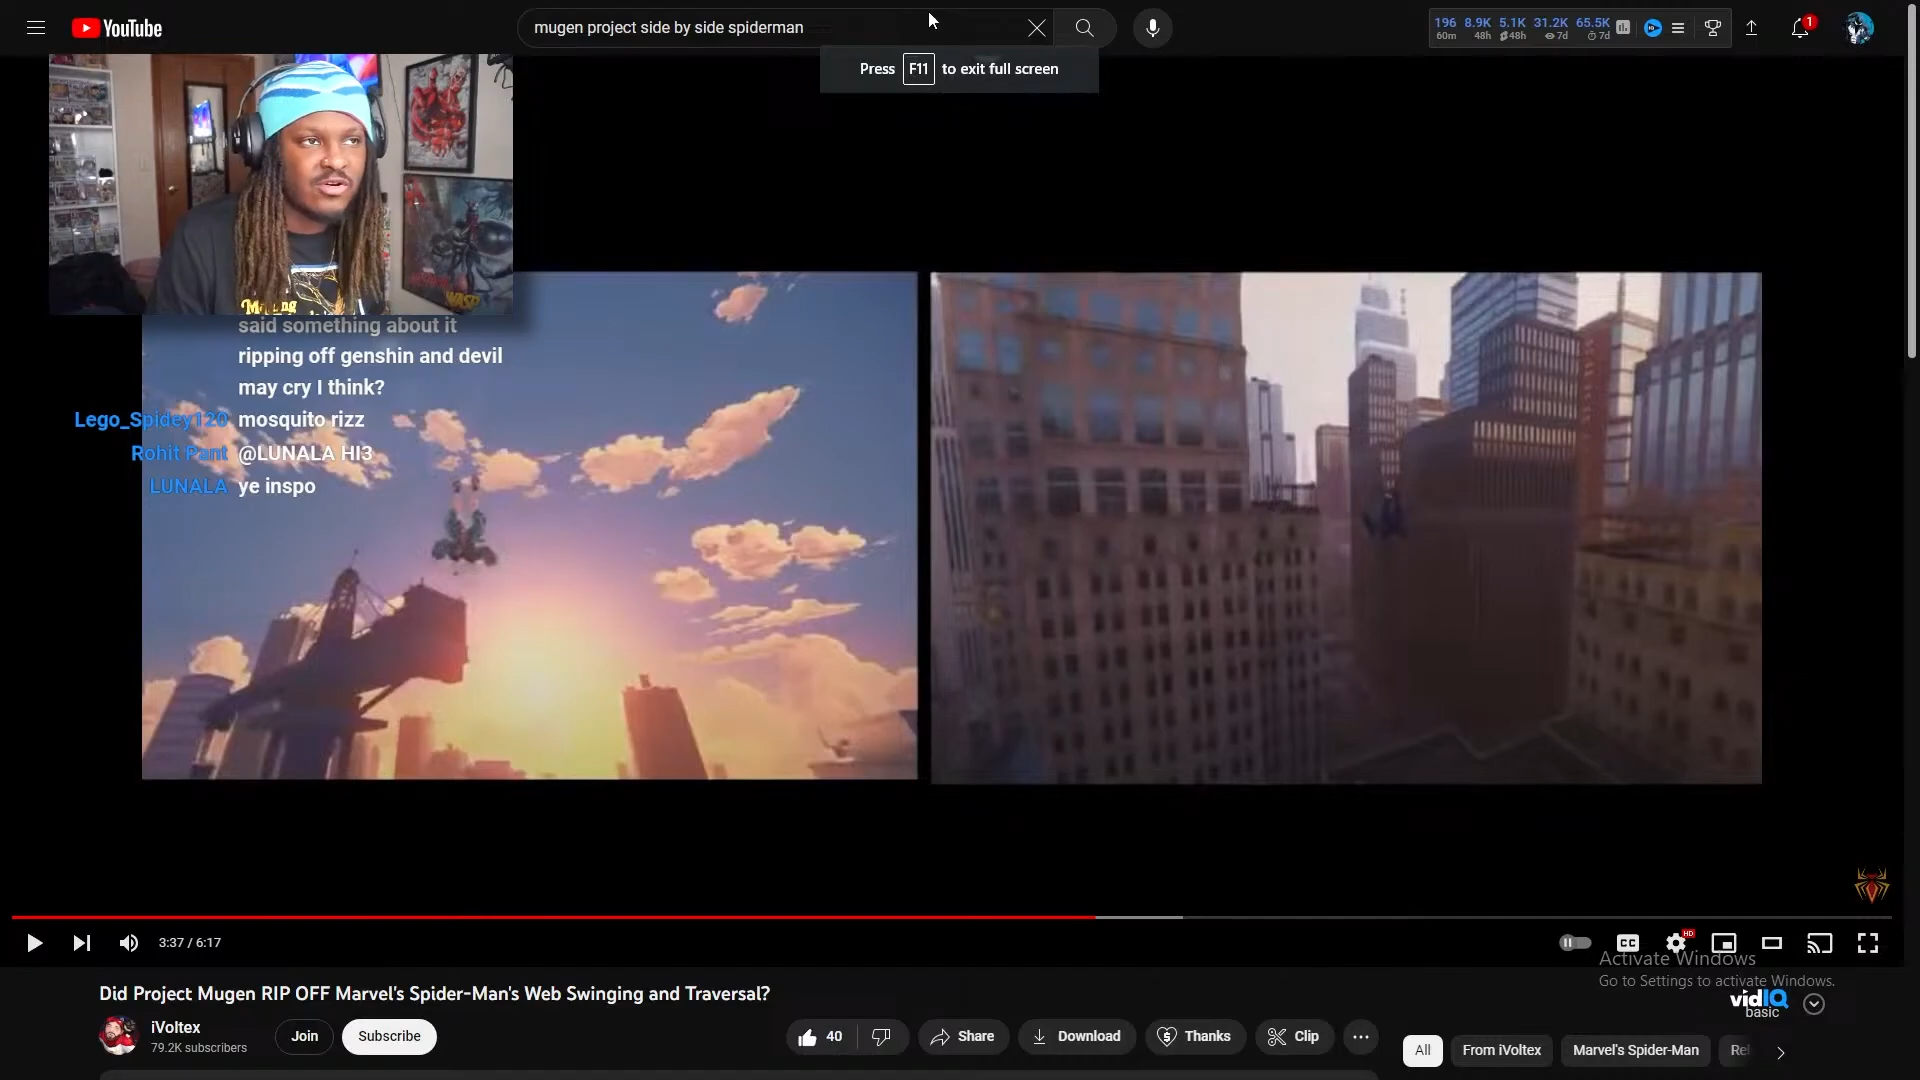 YouTube
mugen project side by side spiderman
196 8.9K 5.1K 31.2K 65.5K
60m 48h 48h 7d 7d
1
Press F11 to exit full screen
WASP
said something about it
ripping off genshin and devil
may cry I think?
Lego_Spidey120 mosquito rizz
Rohit Pant @LUNALA HI3
LUNALA ye inspo
3:37 / 6:17
CC
HD
Activate Windows
Go to Settings to activate Windows.
Did Project Mugen RIP OFF Marvel's Spider-Man's Web Swinging and Traversal?
vidIQ
basic
iVoltex
79.2K subscribers
Join
Subscribe
40
Share
Download
Thanks
Clip
All
From iVoltex
Marvel's Spider-Man
Rel